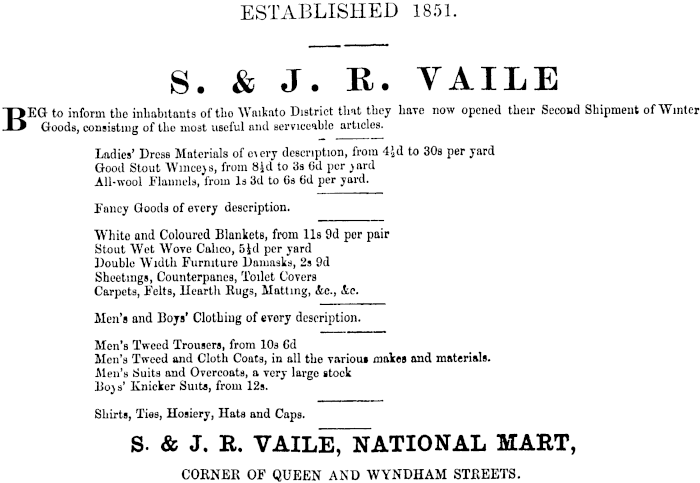 ESTABLISHED 1851.
S. & J. R. VAILE
BEG to inform the inhabitants of the Waikato District that they have now opened their Second Shipment of Winter
Goods, consisting of the most useful and serviceable articles.
Ladies' Dress Materials of every description, from 4½d to 30s per yard
Good Stout Winceys, from 8½d to 3s 6d per yard
All-wool Flannels, from 1s 3d to 6s 6d per yard.
Fancy Goods of every description.
White and Coloured Blankets, from 11s 9d per pair
Stout Wet Wove Calico, 5½d per yard
Double Width Furniture Damasks, 2s 9d
Sheetings, Counterpanes, Toilet Covers
Carpets, Felts, Hearth Rugs, Matting, &c., &c.
Men's and Boys' Clothing of every description.
Men's Tweed Trousers, from 10s 6d
Men's Tweed and Cloth Coats, in all the various makes and materials.
Men's Suits and Overcoats, a very large stock
Boys' Knicker Suits, from 12s.
Shirts, Ties, Hosiery, Hats and Caps.
S. & J. R. VAILE, NATIONAL MART,
CORNER OF QUEEN AND WYNDHAM STREETS.